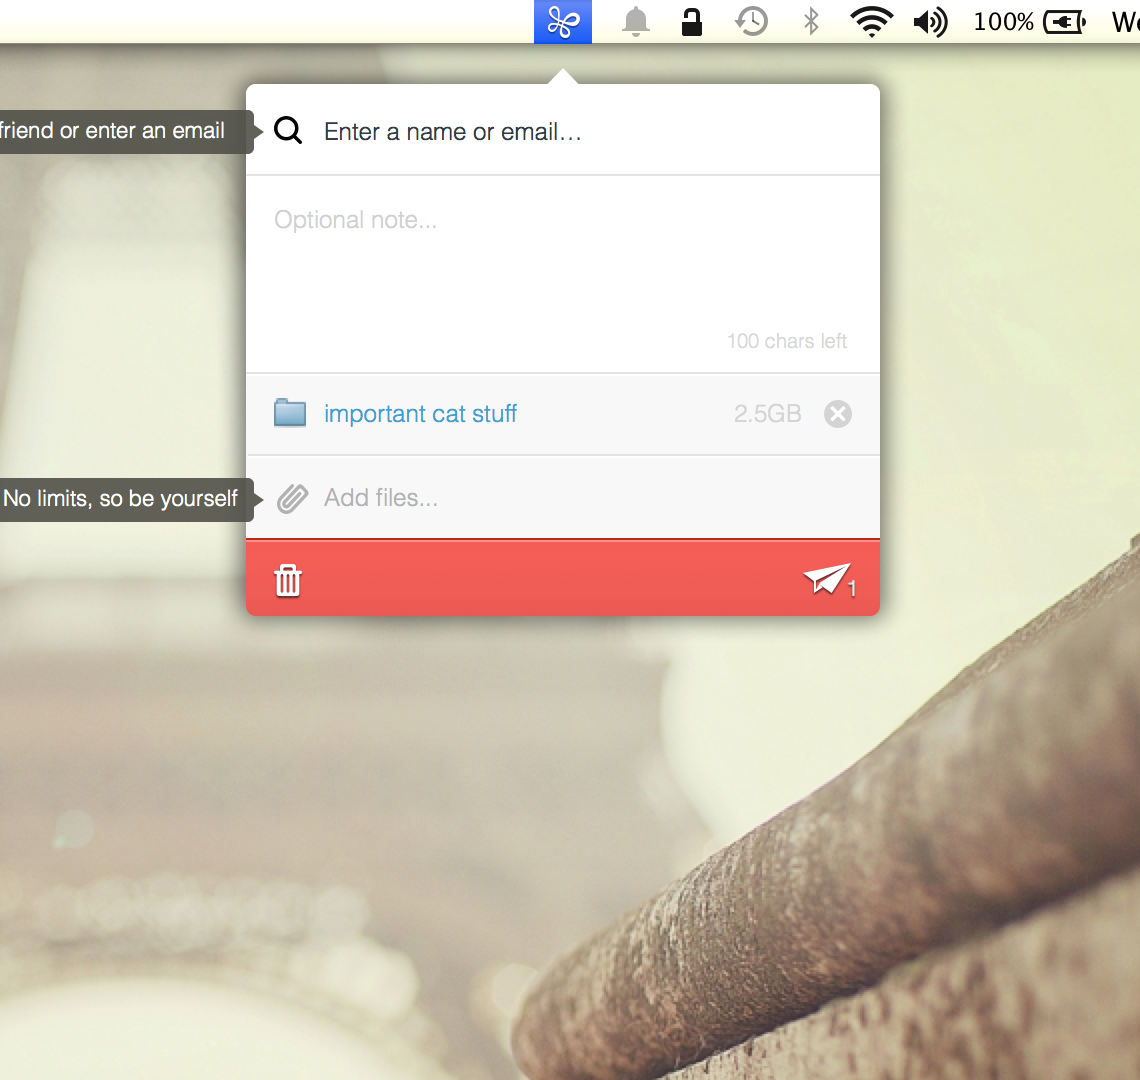 100%
friend or enter an email
Enter a name or email…
Optional note...
100 chars left
important cat stuff 2.5GB
No limits, so be yourself
Add files...
1